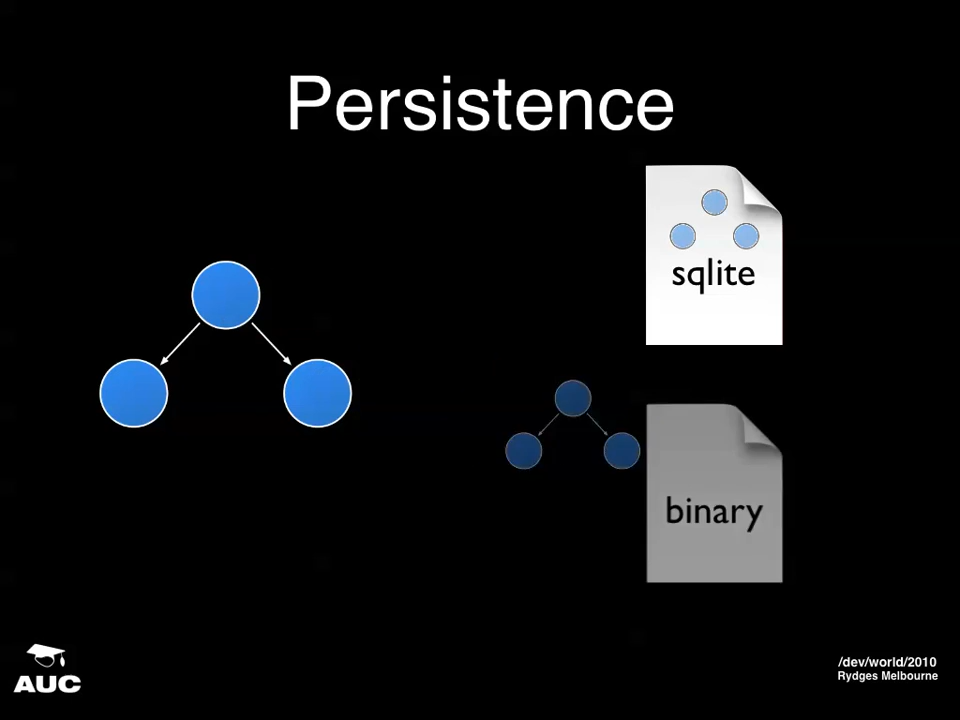 Persistence
sqlite
binary
AUC
/dev/world/2010
Rydges Melbourne